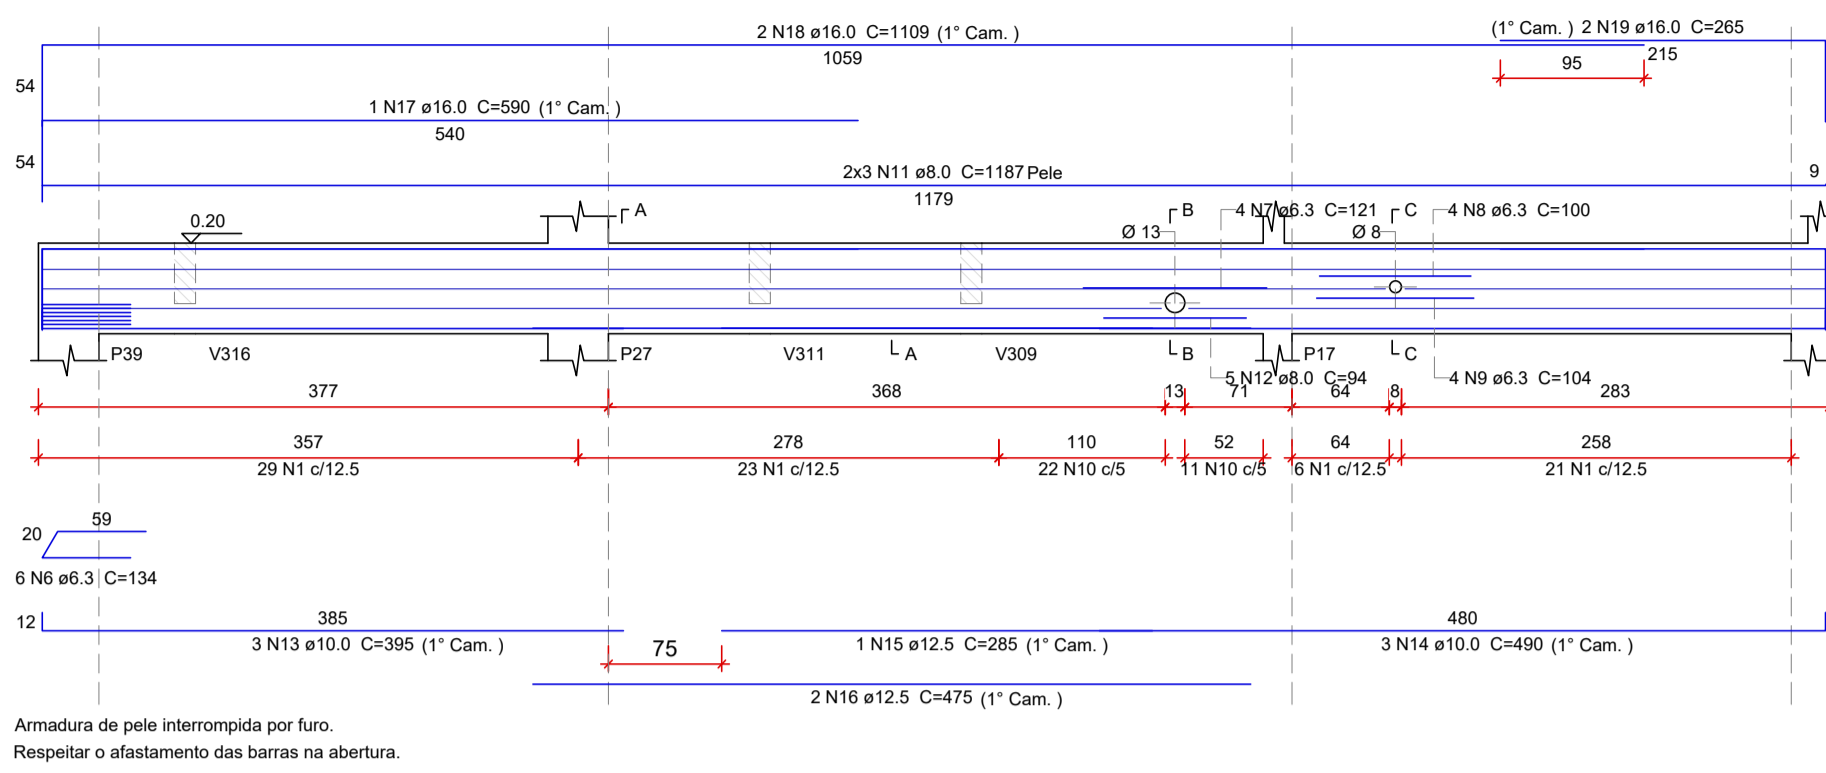 2 N18 ø16.0 C=1109 (1° Cam. )
(1° Cam. ) 2 N19 ø16.0 C=265
1059
215
95
54
1 N17 ø16.0 C=590 (1° Cam. )
540
54
2x3 N11 ø8.0 C=1187 Pele
9
1179
0.20
A
B
4 N7 ø6.3 C=121
C
4 N8 ø6.3 C=100
Ø 13
Ø 8
P39
V316
P27
V311
A
V309
B
P17
C
5 N12 ø8.0 C=94
4 N9 ø6.3 C=104
377
368
13
71
64
8
283
357
278
110
52
64
258
29 N1 c/12.5
23 N1 c/12.5
22 N10 c/5
11 N10 c/5
6 N1 c/12.5
21 N1 c/12.5
59
20
6 N6 ø6.3 C=134
12
385
480
3 N13 ø10.0 C=395 (1° Cam. )
75
1 N15 ø12.5 C=285 (1° Cam. )
3 N14 ø10.0 C=490 (1° Cam. )
2 N16 ø12.5 C=475 (1° Cam. )
Armadura de pele interrompida por furo.
Respeitar o afastamento das barras na abertura.